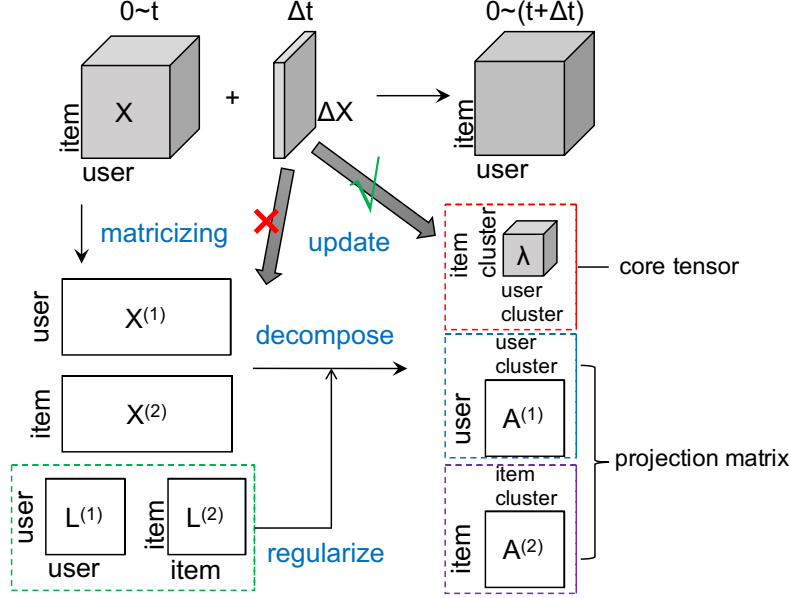 0~t
Δt
0~(t+Δt)
item
X
user
+
ΔX
item
user
matricizing
update
item
cluster
λ
user
cluster
core tensor
user
X(1)
decompose
user
cluster
user
A(1)
item
X(2)
projection matrix
user
L(1)
user
item
L(2)
item
regularize
item
cluster
item
A(2)